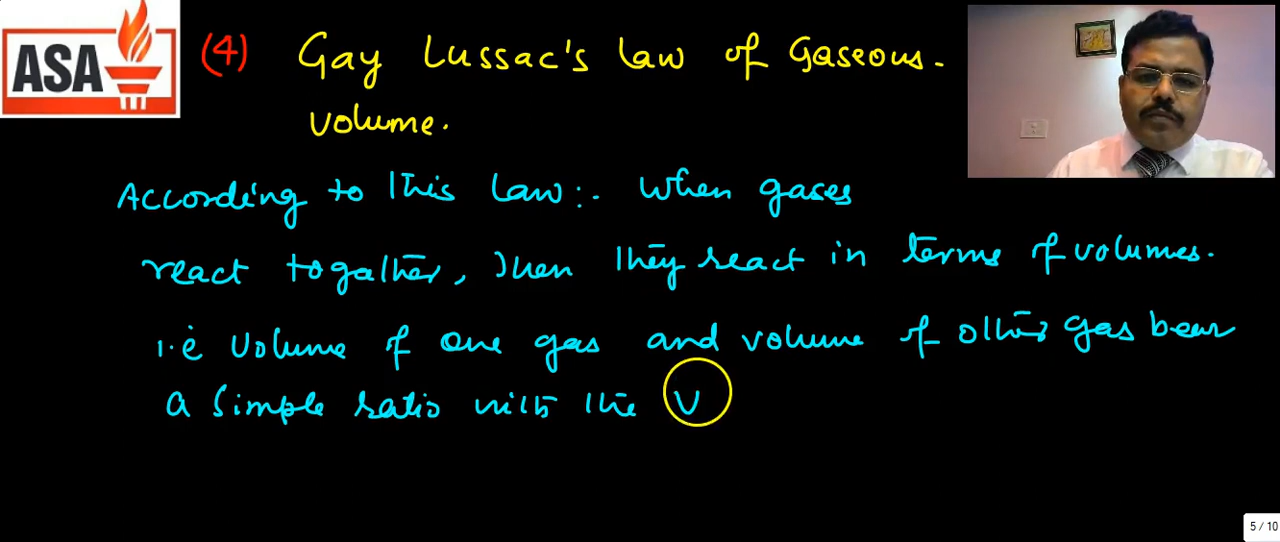 ASA
(4) Gay Lussac's law of Gaseous.
volume.
According to this law:- When gases
react togather, then they react in terms of volumes.
i.e volume of one gas and volume of other gas bear
a simple ratio with the V
5 / 10